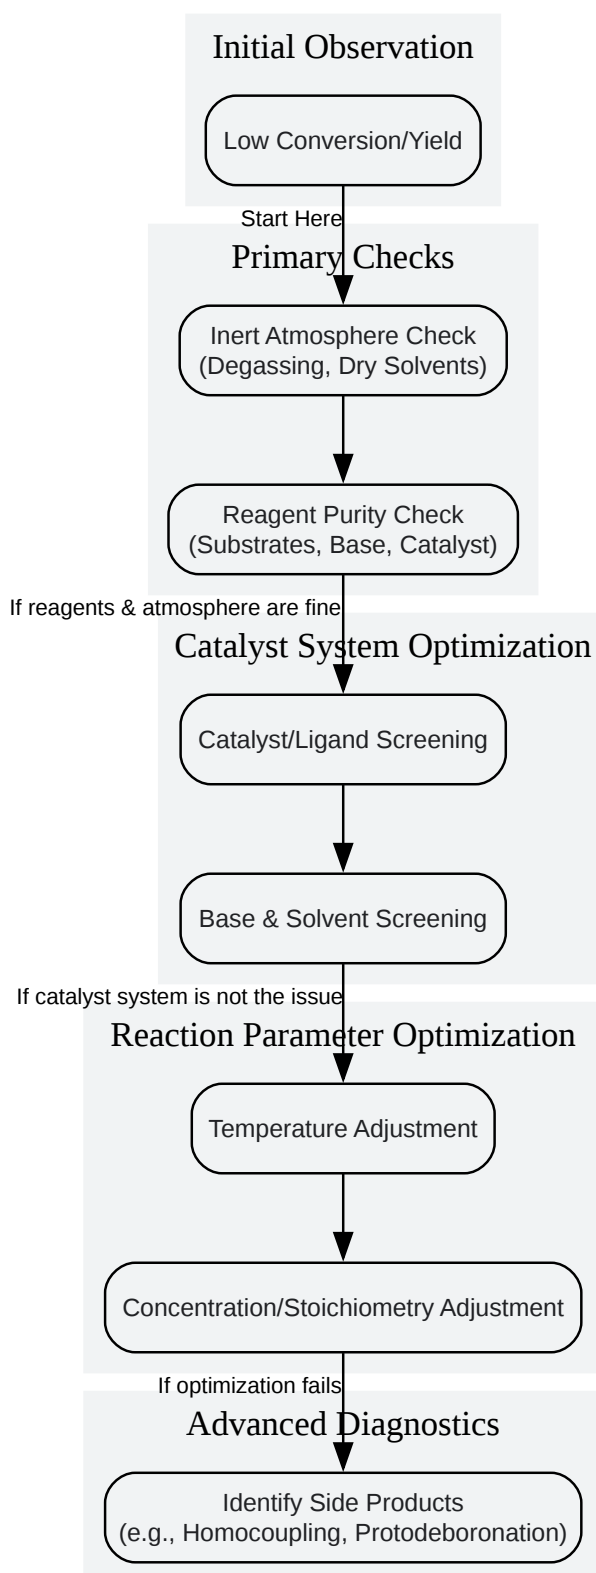 Initial Observation
Low Conversion/Yield
Start Here
Primary Checks
Inert Atmosphere Check
(Degassing, Dry Solvents)
Reagent Purity Check
(Substrates, Base, Catalyst)
If reagents & atmosphere are fine
Catalyst System Optimization
Catalyst/Ligand Screening
Base & Solvent Screening
If catalyst system is not the issue
Reaction Parameter Optimization
Temperature Adjustment
Concentration/Stoichiometry Adjustment
If optimization fails
Advanced Diagnostics
Identify Side Products
(e.g., Homocoupling, Protodeboronation)